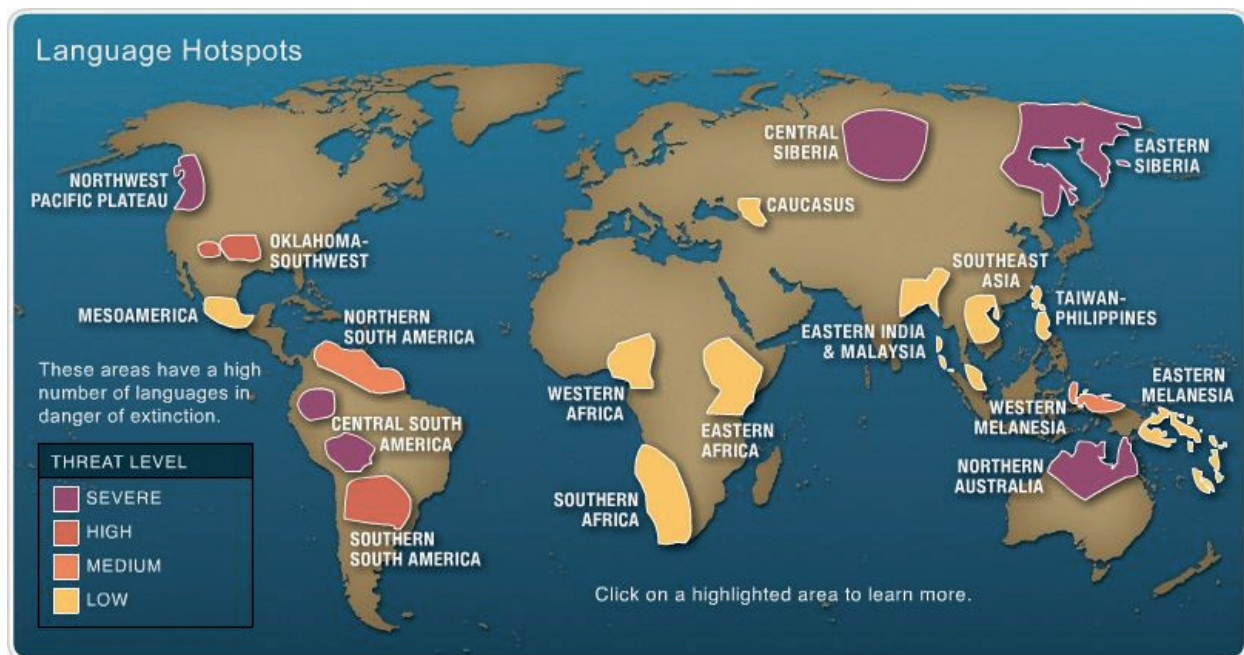 Language Hotspots
NORTHWEST
PACIFIC PLATEAU
OKLAHOMA-
SOUTHWEST
MESOAMERICA
NORTHERN
SOUTH AMERICA
CENTRAL SOUTH
AMERICA
SOUTHERN
SOUTH AMERICA
CENTRAL
SIBERIA
EASTERN
SIBERIA
CAUCASUS
SOUTHEAST
ASIA
TAIWAN-
PHILIPPINES
EASTERN INDIA
& MALAYSIA
WESTERN
AFRICA
EASTERN
AFRICA
SOUTHERN
AFRICA
WESTERN
MELANESIA
EASTERN
MELANESIA
NORTHERN
AUSTRALIA
These areas have a high
number of languages in
danger of extinction.
THREAT LEVEL
SEVERE
HIGH
MEDIUM
LOW
Click on a highlighted area to learn more.